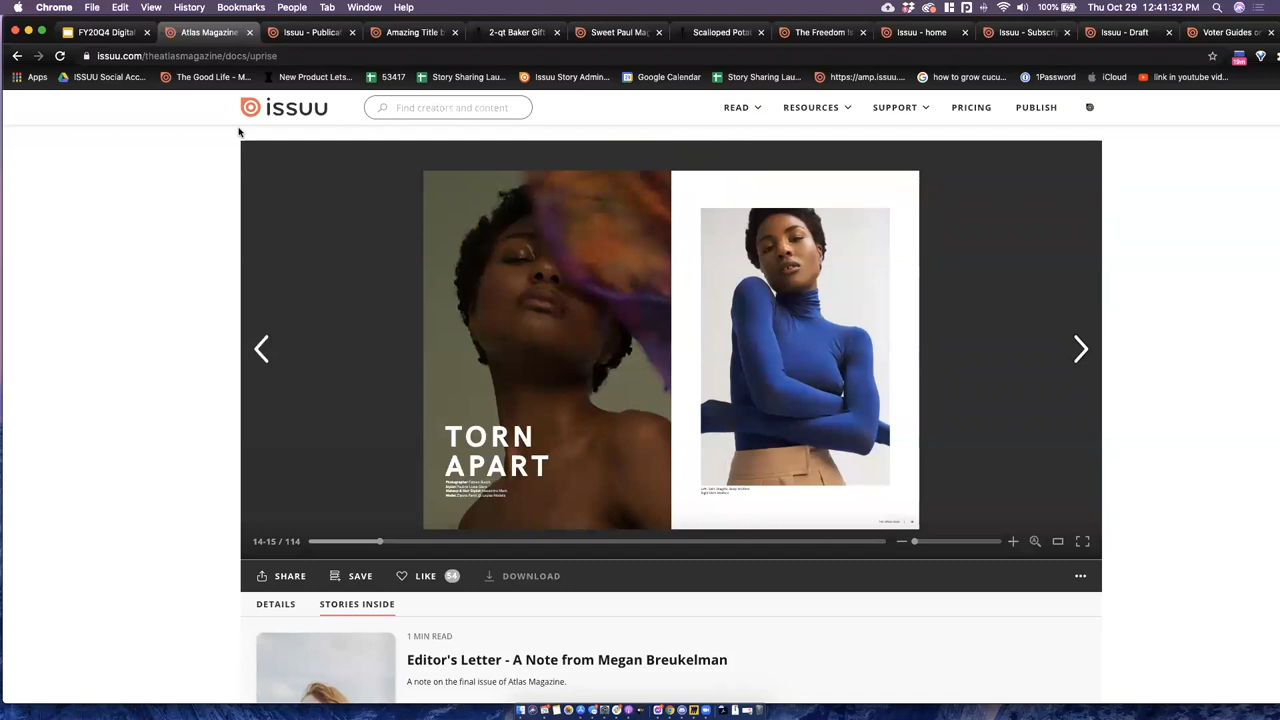 Chrome File Edit View History Bookmarks People Tab Window Help
100% Thu Oct 29 12:41:32 PM
FY20Q4 Digital
Atlas Magazine
Issuu - Publica
Amazing Title b
2-qt Baker Gift
Sweet Paul Mag
Scalloped Pota
The Freedom Is
Issuu - home
Issuu - Subscri
Issuu - Draft
Voter Guides on
issuu.com/theatlasmagazine/docs/uprise
19m
Apps ISSUU Social Acc... The Good Life – M... New Product Lets... 53417 Story Sharing Lau... Issuu Story Admin... Google Calendar Story Sharing Lau... https://amp.issuu.... how to grow cucu... 1Password iCloud link in youtube vid...
issuu
Find creators and content
READ RESOURCES SUPPORT PRICING PUBLISH
TORN
APART
14-15 / 114
SHARE SAVE LIKE 54 DOWNLOAD
DETAILS STORIES INSIDE
1 MIN READ
Editor's Letter - A Note from Megan Breukelman
A note on the final issue of Atlas Magazine.